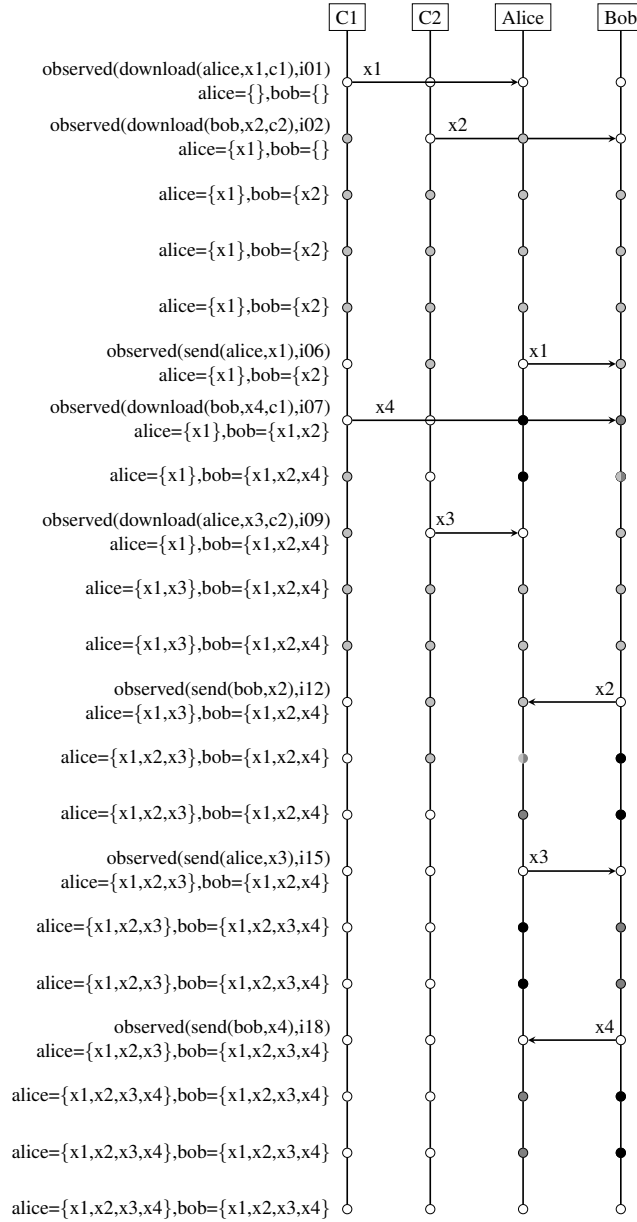 C1 C2 Alice Bob
observed(download(alice,x1,c1),i01) x1
alice={},bob={}
observed(download(bob,x2,c2),i02) x2
alice={x1},bob={}
alice={x1},bob={x2}
alice={x1},bob={x2}
alice={x1},bob={x2}
observed(send(alice,x1),i06) x1
alice={x1},bob={x2}
observed(download(bob,x4,c1),i07) x4
alice={x1},bob={x1,x2}
alice={x1},bob={x1,x2,x4}
observed(download(alice,x3,c2),i09) x3
alice={x1},bob={x1,x2,x4}
alice={x1,x3},bob={x1,x2,x4}
alice={x1,x3},bob={x1,x2,x4}
observed(send(bob,x2),i12) x2
alice={x1,x3},bob={x1,x2,x4}
alice={x1,x2,x3},bob={x1,x2,x4}
alice={x1,x2,x3},bob={x1,x2,x4}
observed(send(alice,x3),i15) x3
alice={x1,x2,x3},bob={x1,x2,x4}
alice={x1,x2,x3},bob={x1,x2,x3,x4}
alice={x1,x2,x3},bob={x1,x2,x3,x4}
observed(send(bob,x4),i18) x4
alice={x1,x2,x3},bob={x1,x2,x3,x4}
alice={x1,x2,x3,x4},bob={x1,x2,x3,x4}
alice={x1,x2,x3,x4},bob={x1,x2,x3,x4}
alice={x1,x2,x3,x4},bob={x1,x2,x3,x4}